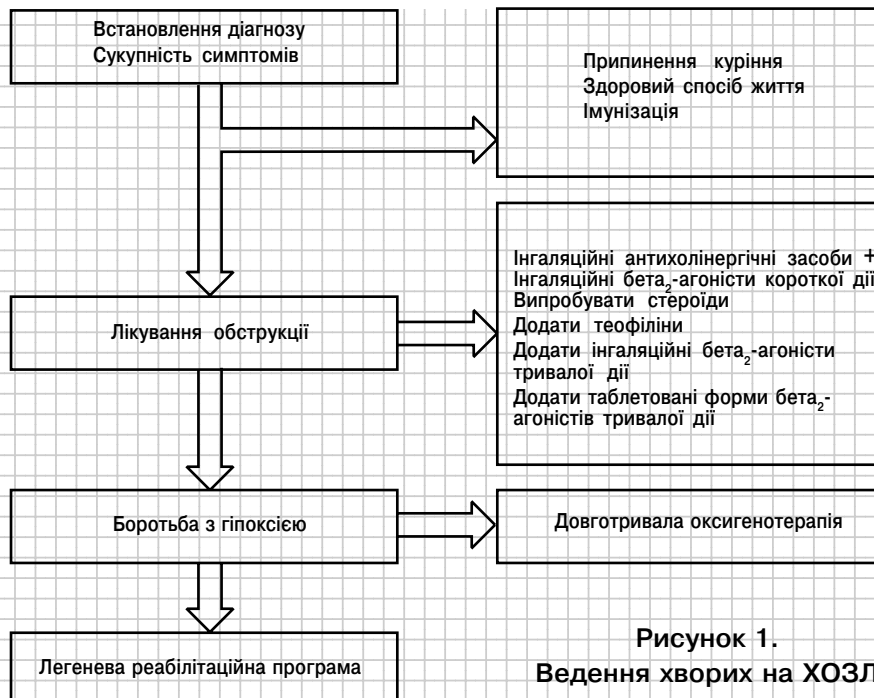 Встановлення діагнозу
Сукупність симптомів
Припинення куріння
Здоровий спосіб життя
Імунізація
Інгаляційні антихолінергічні засоби +
Інгаляційні бета₂-агоністи короткої дії
Випробувати стероїди
Додати теофіліни
Додати інгаляційні бета₂-агоністи
тривалої дії
Додати таблетовані форми бета₂-
агоністів тривалої дії
Лікування обструкції
Боротьба з гіпоксією
Довготривала оксигенотерапія
Легенева реабілітаційна програма
Рисунок 1.
Ведення хворих на ХОЗЛ